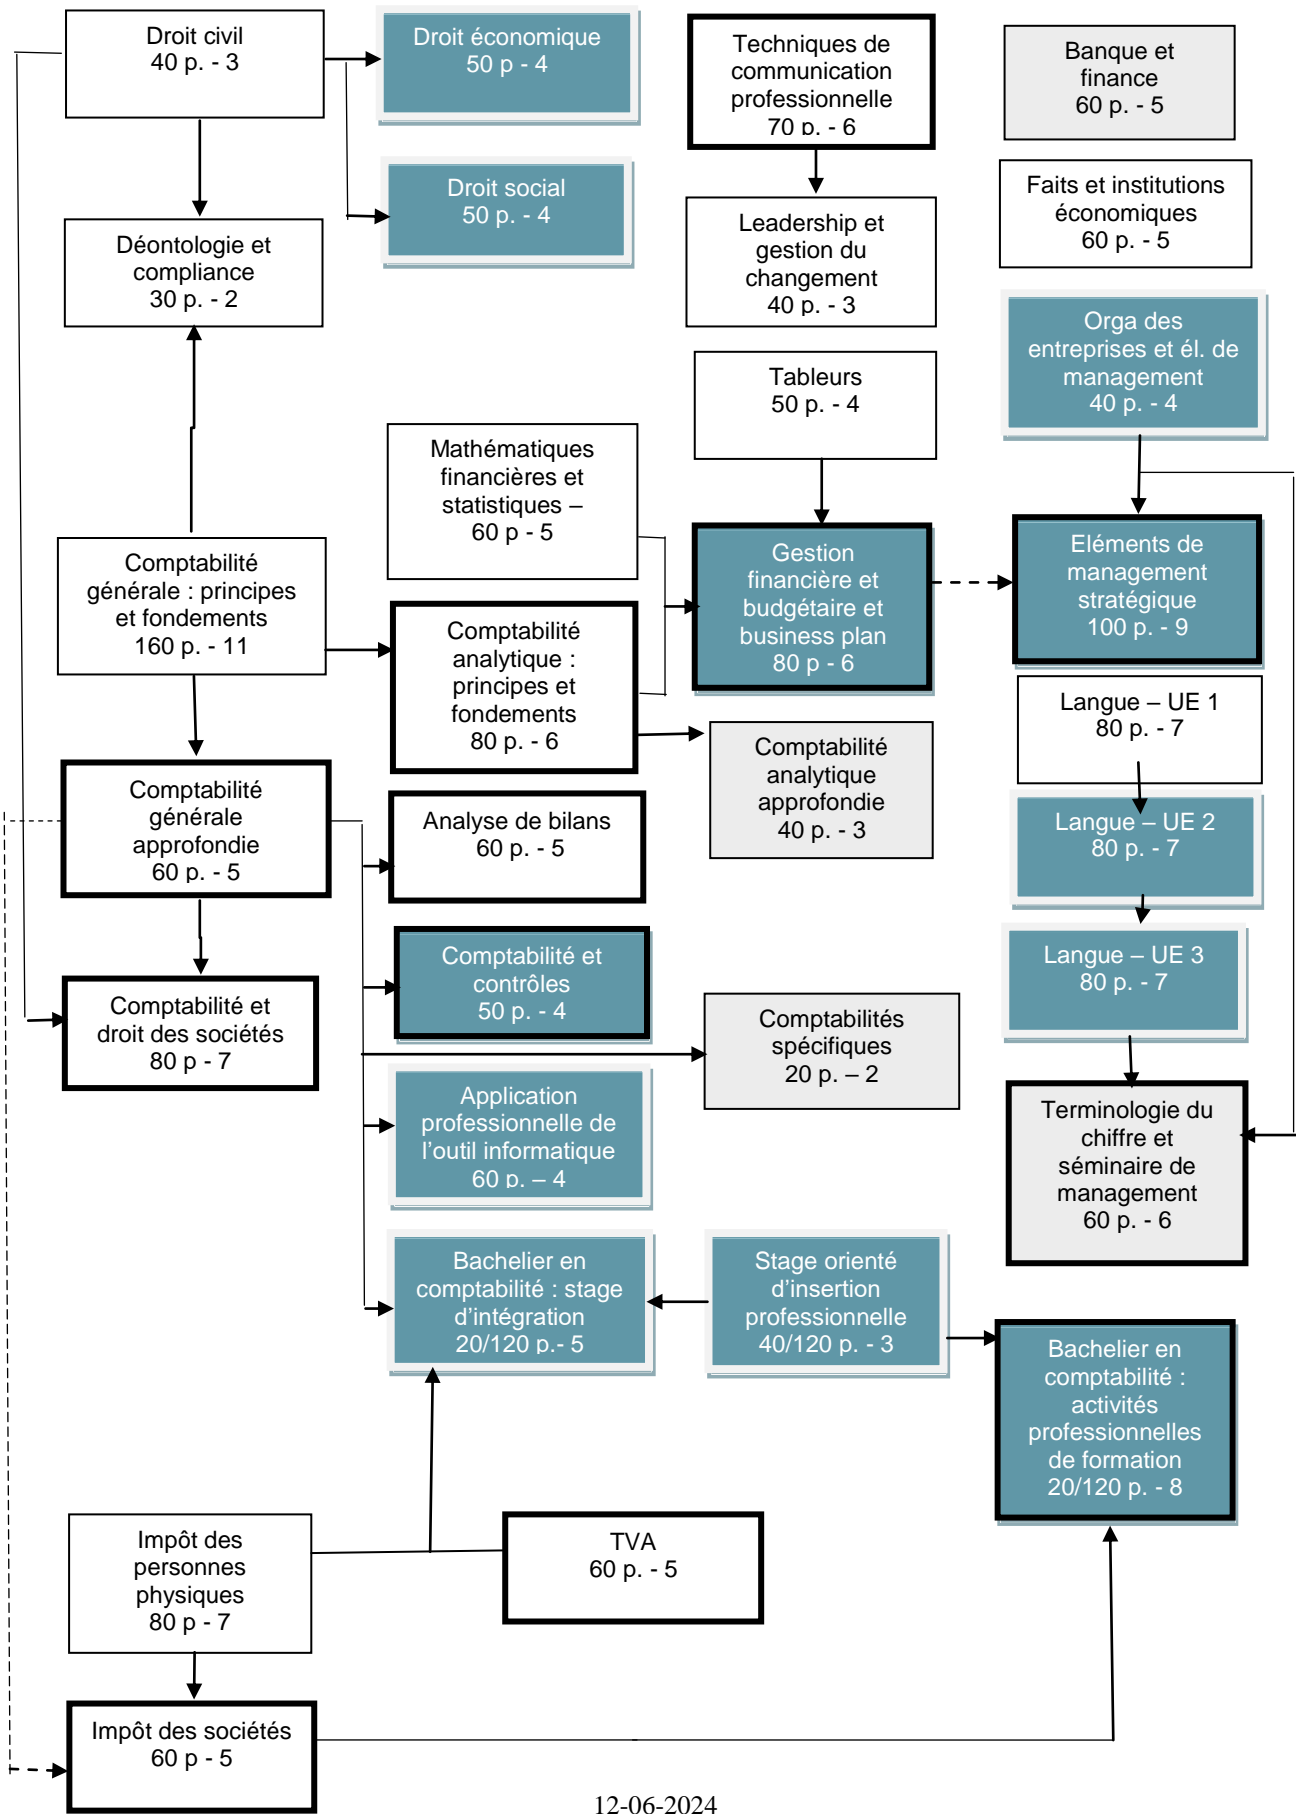 Droit civil
40 p. - 3
Droit économique
50 p - 4
Techniques de
communication
professionnelle
70 p. - 6
Banque et
finance
60 p. - 5
Droit social
50 p. - 4
Faits et institutions
économiques
60 p. - 5
Déontologie et
compliance
30 p. - 2
Leadership et
gestion du
changement
40 p. - 3
Orga des
entreprises et él. de
management
40 p. - 4
Tableurs
50 p. - 4
Mathématiques
financières et
statistiques –
60 p - 5
Comptabilité
générale : principes
et fondements
160 p. - 11
Gestion
financière et
budgétaire et
business plan
80 p - 6
Eléments de
management
stratégique
100 p. - 9
Comptabilité
analytique :
principes et
fondements
80 p. - 6
Langue – UE 1
80 p. - 7
Comptabilité
analytique
approfondie
40 p. - 3
Comptabilité
générale
approfondie
60 p. - 5
Analyse de bilans
60 p. - 5
Langue – UE 2
80 p. - 7
Comptabilité et
contrôles
50 p. - 4
Langue – UE 3
80 p. - 7
Comptabilité et
droit des sociétés
80 p - 7
Comptabilités
spécifiques
20 p. – 2
Application
professionnelle de
l’outil informatique
60 p. – 4
Terminologie du
chiffre et
séminaire de
management
60 p. - 6
Bachelier en
comptabilité : stage
d’intégration
20/120 p.- 5
Stage orienté
d’insertion
professionnelle
40/120 p. - 3
Bachelier en
comptabilité :
activités
professionnelles
de formation
20/120 p. - 8
Impôt des
personnes
physiques
80 p - 7
TVA
60 p. - 5
Impôt des sociétés
60 p - 5
12-06-2024